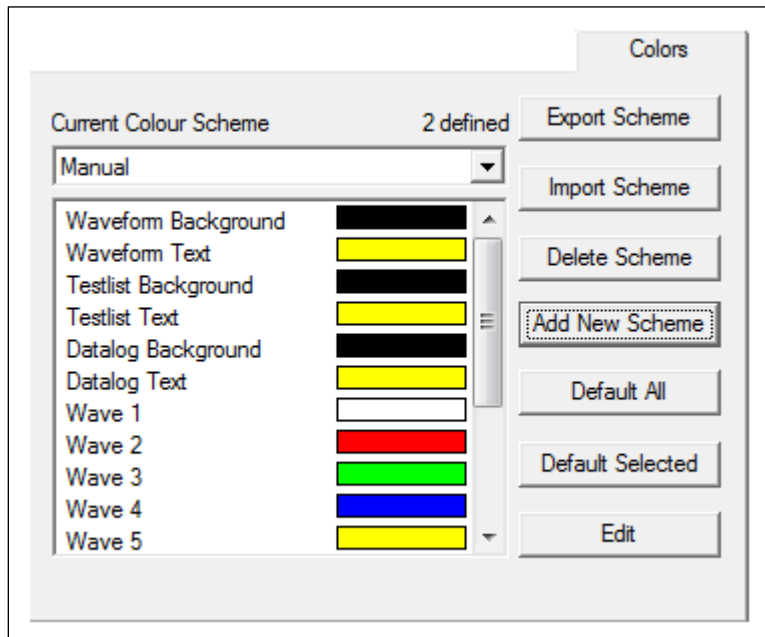 Colors
Current Colour Scheme 2 defined
Manual
Waveform Background
Waveform Text
Testlist Background
Testlist Text
Datalog Background
Datalog Text
Wave 1
Wave 2
Wave 3
Wave 4
Wave 5
Export Scheme
Import Scheme
Delete Scheme
Add New Scheme
Default All
Default Selected
Edit